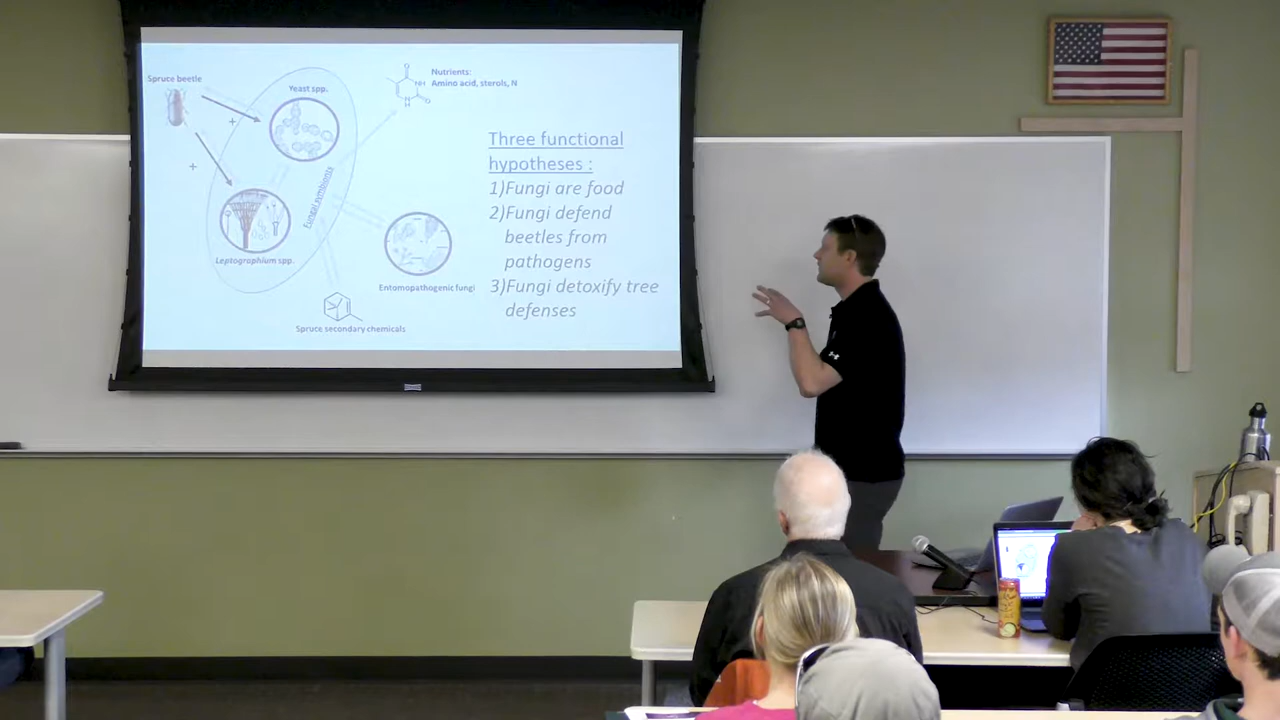 Spruce beetle
Yeast spp.
Nutrients:
Amino acid, sterols, N
NH
O
O
N
H
+
+
Fungal symbionts
Leptographium spp.
Entomopathogenic fungi
Spruce secondary chemicals
Three functional
hypotheses :
1)Fungi are food
2)Fungi defend
beetles from
pathogens
3)Fungi detoxify tree
defenses